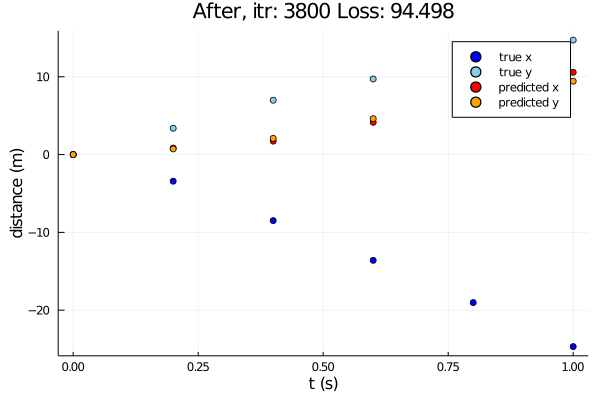 After, itr: 3800 Loss: 94.498
true x
true y
predicted x
predicted y
10
0
−10
−20
distance (m)
0.00 0.25 0.50 0.75 1.00
t (s)